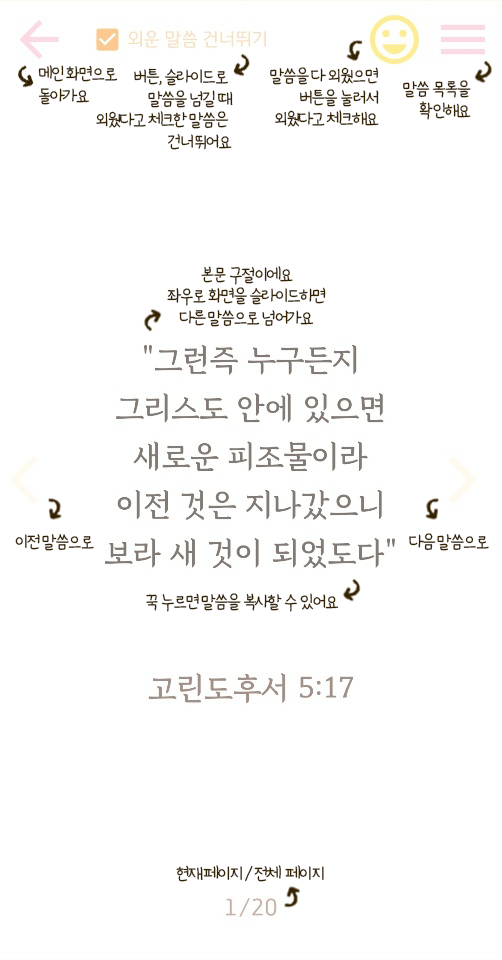 외운 말씀 건너뛰기
메인화면으로
돌아가요
버튼, 슬라이드로
말씀을 넘길 때
외웠다고 체크한 말씀은
건너뛰어요
말씀을 다 외웠으면
버튼을 눌러서
외웠다고 체크해요
말씀 목록을
확인해요
본문 구절이에요
좌우로 화면을 슬라이드하면
다른 말씀으로 넘어가요
"그런즉 누구든지
그리스도 안에 있으면
새로운 피조물이라
이전 것은 지나갔으니
보라 새 것이 되었도다"
이전 말씀으로
다음 말씀으로
꾹 누르면 말씀을 복사할 수 있어요
고린도후서 5:17
현재페이지 / 전체 페이지
1/20